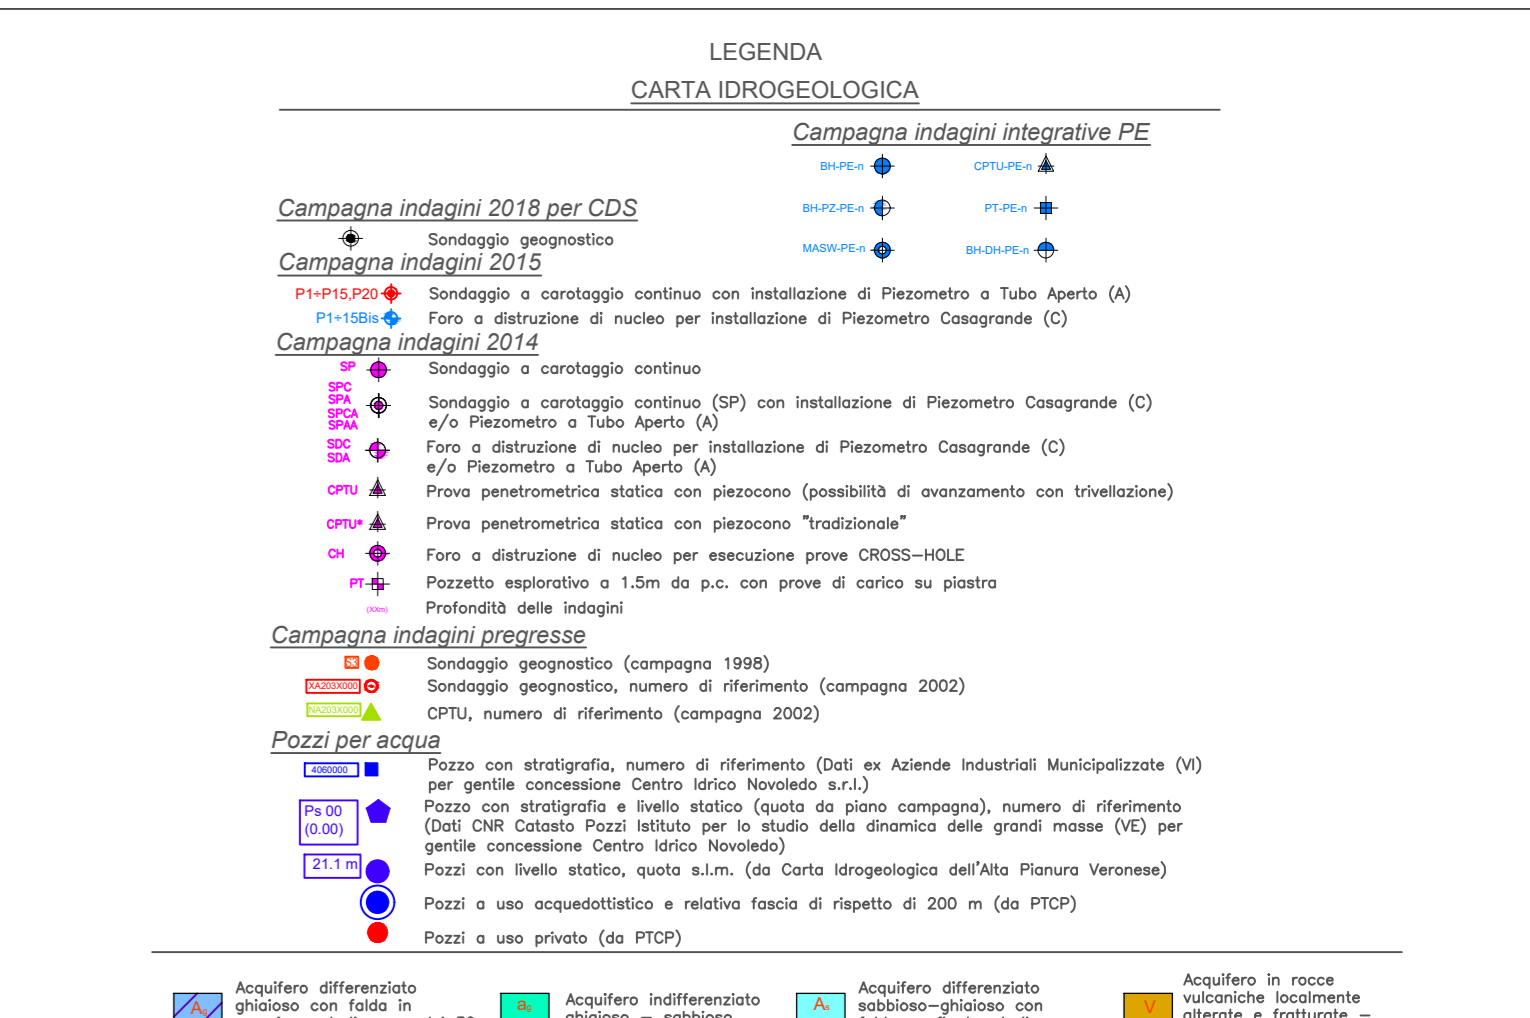 LEGENDA
CARTA IDROGEOLOGICA
Campagna indagini integrative PE
BH-PE-n
CPTU-PE-n
BH-PZ-PE-n
PT-PE-n
MASW-PE-n
BH-DH-PE-n
Campagna indagini 2018 per CDS
Sondaggio geognostico
Campagna indagini 2015
P1÷P15,P20 Sondaggio a carotaggio continuo con installazione di Piezometro a Tubo Aperto (A)
P1÷15Bis Foro a distruzione di nucleo per installazione di Piezometro Casagrande (C)
Campagna indagini 2014
SP Sondaggio a carotaggio continuo
SPC
SPA
SPCA
SPAA
Sondaggio a carotaggio continuo (SP) con installazione di Piezometro Casagrande (C)
e/o Piezometro a Tubo Aperto (A)
SDC
SDA
Foro a distruzione di nucleo per installazione di Piezometro Casagrande (C)
e/o Piezometro a Tubo Aperto (A)
CPTU Prova penetrometrica statica con piezocono (possibilità di avanzamento con trivellazione)
CPTU* Prova penetrometrica statica con piezocono "tradizionale"
CH Foro a distruzione di nucleo per esecuzione prove CROSS-HOLE
PT Pozzetto esplorativo a 1.5m da p.c. con prove di carico su piastra
(XXm) Profondità delle indagini
Campagna indagini pregresse
Sondaggio geognostico (campagna 1998)
XA203X000 Sondaggio geognostico, numero di riferimento (campagna 2002)
NA203X000 CPTU, numero di riferimento (campagna 2002)
Pozzi per acqua
4060000 Pozzo con stratigrafia, numero di riferimento (Dati ex Aziende Industriali Municipalizzate (VI)
per gentile concessione Centro Idrico Novoledo s.r.l.)
Ps 00
(0.00)
Pozzo con stratigrafia e livello statico (quota da piano campagna), numero di riferimento
(Dati CNR Catasto Pozzi Istituto per lo studio della dinamica delle grandi masse (VE) per
gentile concessione Centro Idrico Novoledo)
21.1 m Pozzi con livello statico, quota s.l.m. (da Carta Idrogeologica dell'Alta Pianura Veronese)
Pozzi a uso acquedottistico e relativa fascia di rispetto di 200 m (da PTCP)
Pozzi a uso privato (da PTCP)
Ag
Acquifero differenziato
ghiaioso con falda in
ag
Acquifero indifferenziato
ghiaioso - sabbioso
As
Acquifero differenziato
sabbioso-ghiaioso con
V
Acquifero in rocce
vulcaniche localmente
alterate e fratturate -